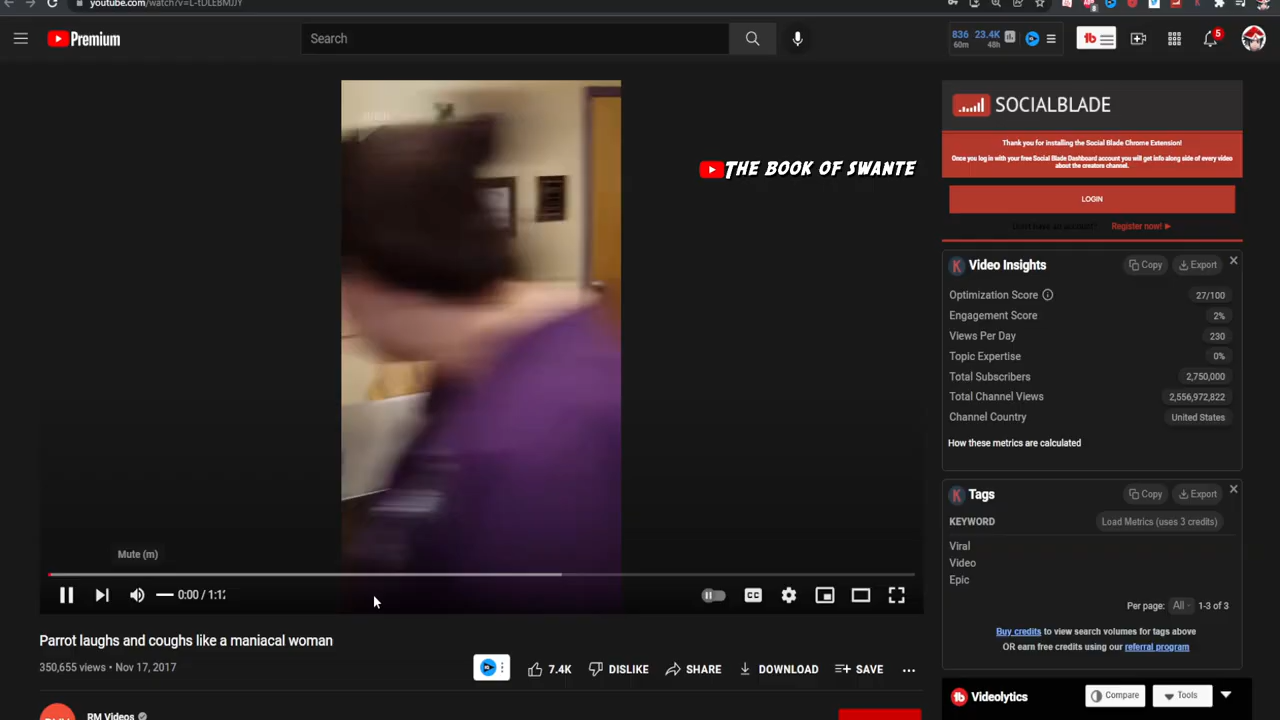 youtube.com/watch?v=L-tDLEBMJJY
Premium
Search
836
60m
23.4K
48h
5
THE BOOK OF SWANTE
SOCIALBLADE
Thank you for installing the Social Blade Chrome Extension!
Once you log in with your free Social Blade Dashboard account you will get info along side of every video
about the creators channel.
LOGIN
Don't have an account? Register now!
Video Insights
Copy
Export
Optimization Score 27/100
Engagement Score 2%
Views Per Day 230
Topic Expertise 0%
Total Subscribers 2,750,000
Total Channel Views 2,556,972,822
Channel Country United States
How these metrics are calculated
Tags
Copy
Export
KEYWORD Load Metrics (uses 3 credits)
Viral
Video
Epic
Per page: All 1-3 of 3
Buy credits to view search volumes for tags above
OR earn free credits using our referral program
Videolytics
Compare
Tools
Mute (m)
0:00 / 1:12
CC
Parrot laughs and coughs like a maniacal woman
350,655 views • Nov 17, 2017
7.4K
DISLIKE
SHARE
DOWNLOAD
SAVE
RM Videos